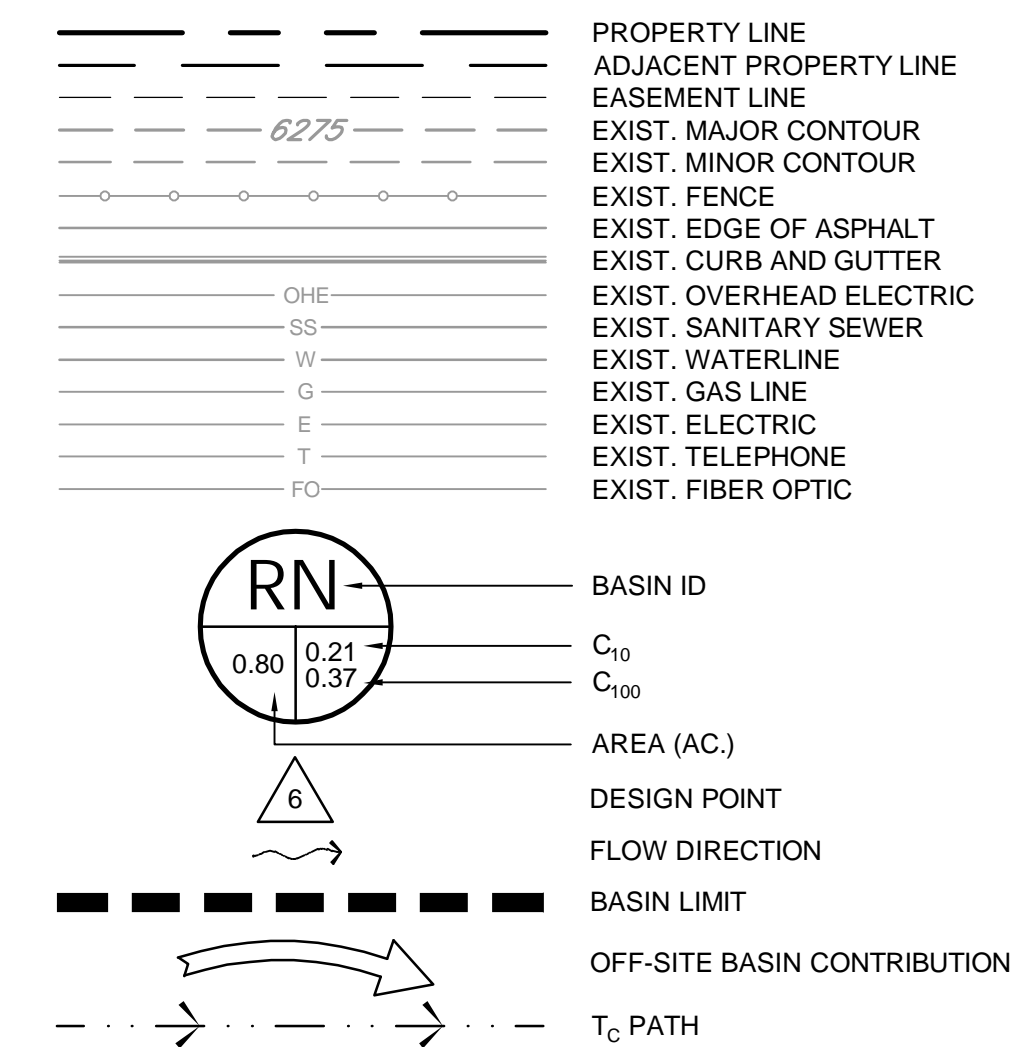 PROPERTY LINE
ADJACENT PROPERTY LINE
EASEMENT LINE
6275 EXIST. MAJOR CONTOUR
EXIST. MINOR CONTOUR
EXIST. FENCE
EXIST. EDGE OF ASPHALT
EXIST. CURB AND GUTTER
OHE EXIST. OVERHEAD ELECTRIC
SS EXIST. SANITARY SEWER
W EXIST. WATERLINE
G EXIST. GAS LINE
E EXIST. ELECTRIC
T EXIST. TELEPHONE
FO EXIST. FIBER OPTIC
RN BASIN ID
0.21 C10
0.80 0.37 C100
AREA (AC.)
6 DESIGN POINT
FLOW DIRECTION
BASIN LIMIT
OFF-SITE BASIN CONTRIBUTION
TC PATH